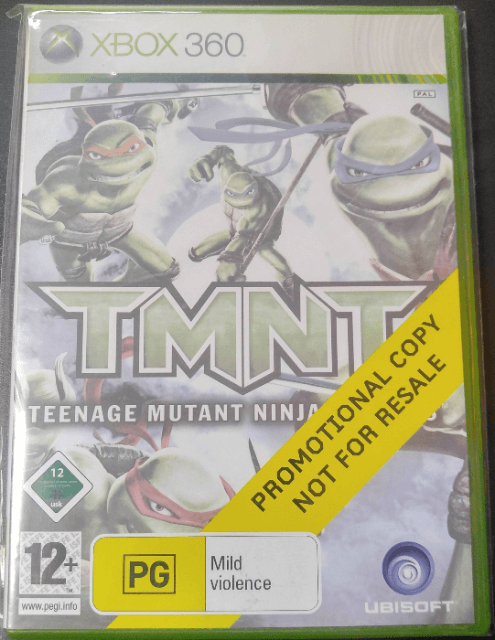 XBOX 360
PAL
TMNT
TEENAGE MUTANT NINJA
PROMOTIONAL COPY
NOT FOR RESALE
12
usk
12+
www.pegi.info
PG
Mild
violence
UBISOFT